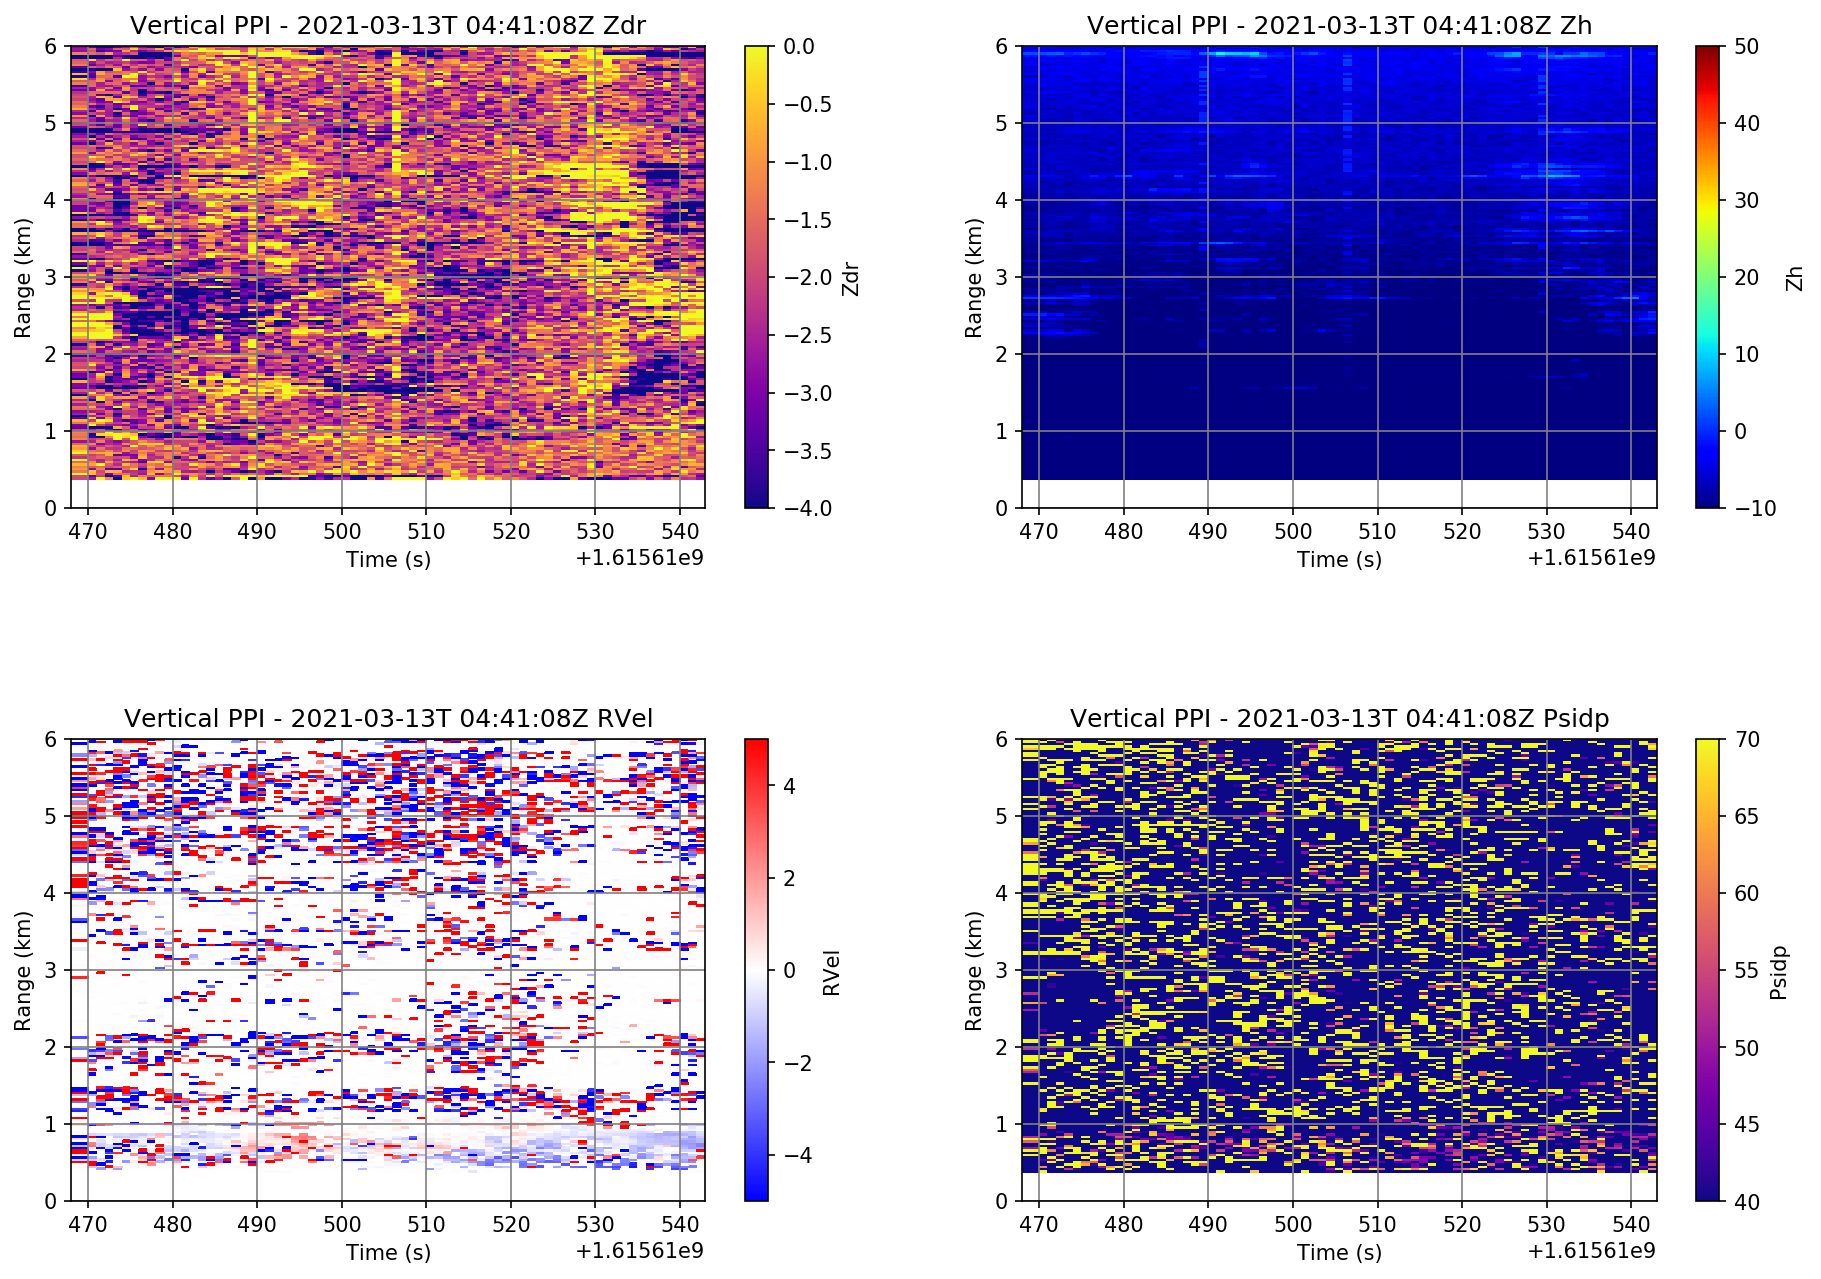 Vertical PPI - 2021-03-13T 04:41:08Z Zdr
6
5
4
3
2
1
0
Range (km)
470 480 490 500 510 520 530 540
Time (s)
+1.61561e9
0.0
−0.5
−1.0
−1.5
−2.0
−2.5
−3.0
−3.5
−4.0
Zdr
Vertical PPI - 2021-03-13T 04:41:08Z Zh
6
5
4
3
2
1
0
Range (km)
470 480 490 500 510 520 530 540
Time (s)
+1.61561e9
50
40
30
20
10
0
−10
Zh
Vertical PPI - 2021-03-13T 04:41:08Z RVel
6
5
4
3
2
1
0
Range (km)
470 480 490 500 510 520 530 540
Time (s)
+1.61561e9
4
2
0
−2
−4
RVel
Vertical PPI - 2021-03-13T 04:41:08Z Psidp
6
5
4
3
2
1
0
Range (km)
470 480 490 500 510 520 530 540
Time (s)
+1.61561e9
70
65
60
55
50
45
40
Psidp